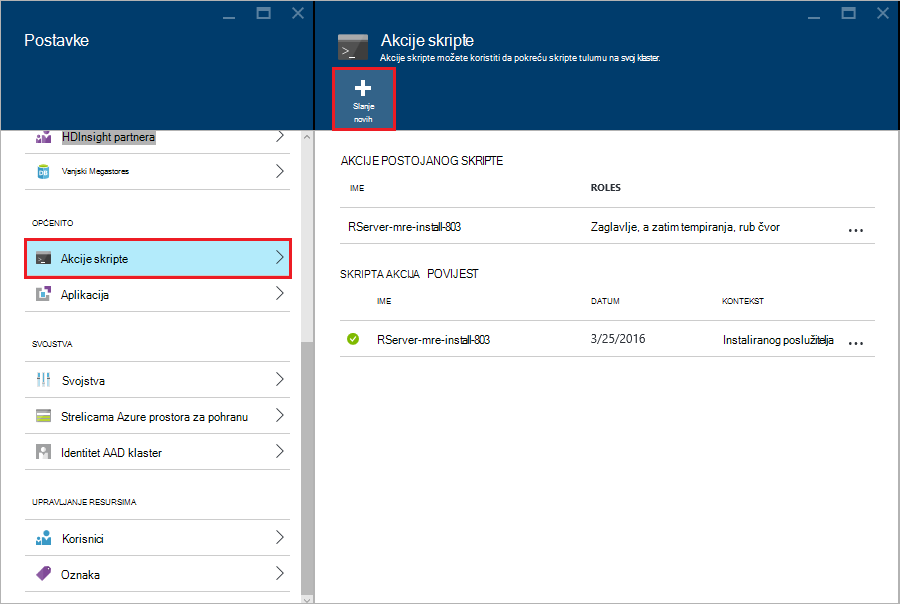 Postavke
HDInsight partnera
Vanjski Megastores
OPĆENITO
Akcije skripte
Aplikacija
SVOJSTVA
Svojstva
Strelicama Azure prostora za pohranu
Identitet AAD klaster
UPRAVLJANJE RESURSIMA
Korisnici
Oznaka
Akcije skripte
Akcije skripte možete koristiti da pokreću skripte tulumu na svoj klaster.
Slanje
novih
AKCIJE POSTOJANOG SKRIPTE
IME ROLES
RServer-mre-install-803 Zaglavlje, a zatim tempiranja, rub čvor
SKRIPTA AKCIJA POVIJEST
IME DATUM KONTEKST
RServer-mre-install-803 3/25/2016 Instaliranog poslužitelja